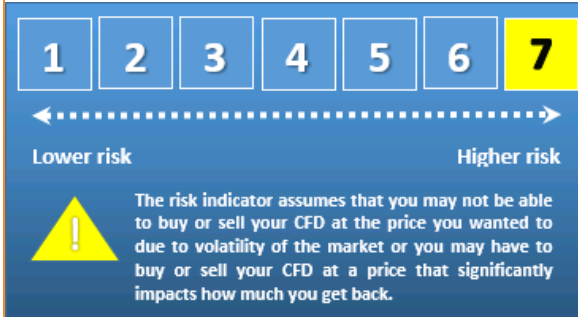 1 2 3 4 5 6 7
Lower risk Higher risk
!
The risk indicator assumes that you may not be able
to buy or sell your CFD at the price you wanted to
due to volatility of the market or you may have to
buy or sell your CFD at a price that significantly
impacts how much you get back.